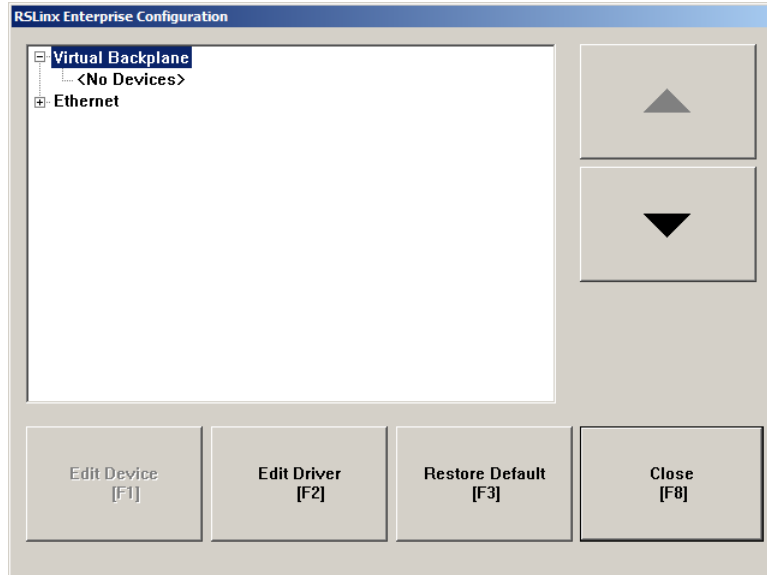 RSLinx Enterprise Configuration
Virtual Backplane
<No Devices>
Ethernet
Edit Device
[F1]
Edit Driver
[F2]
Restore Default
[F3]
Close
[F8]